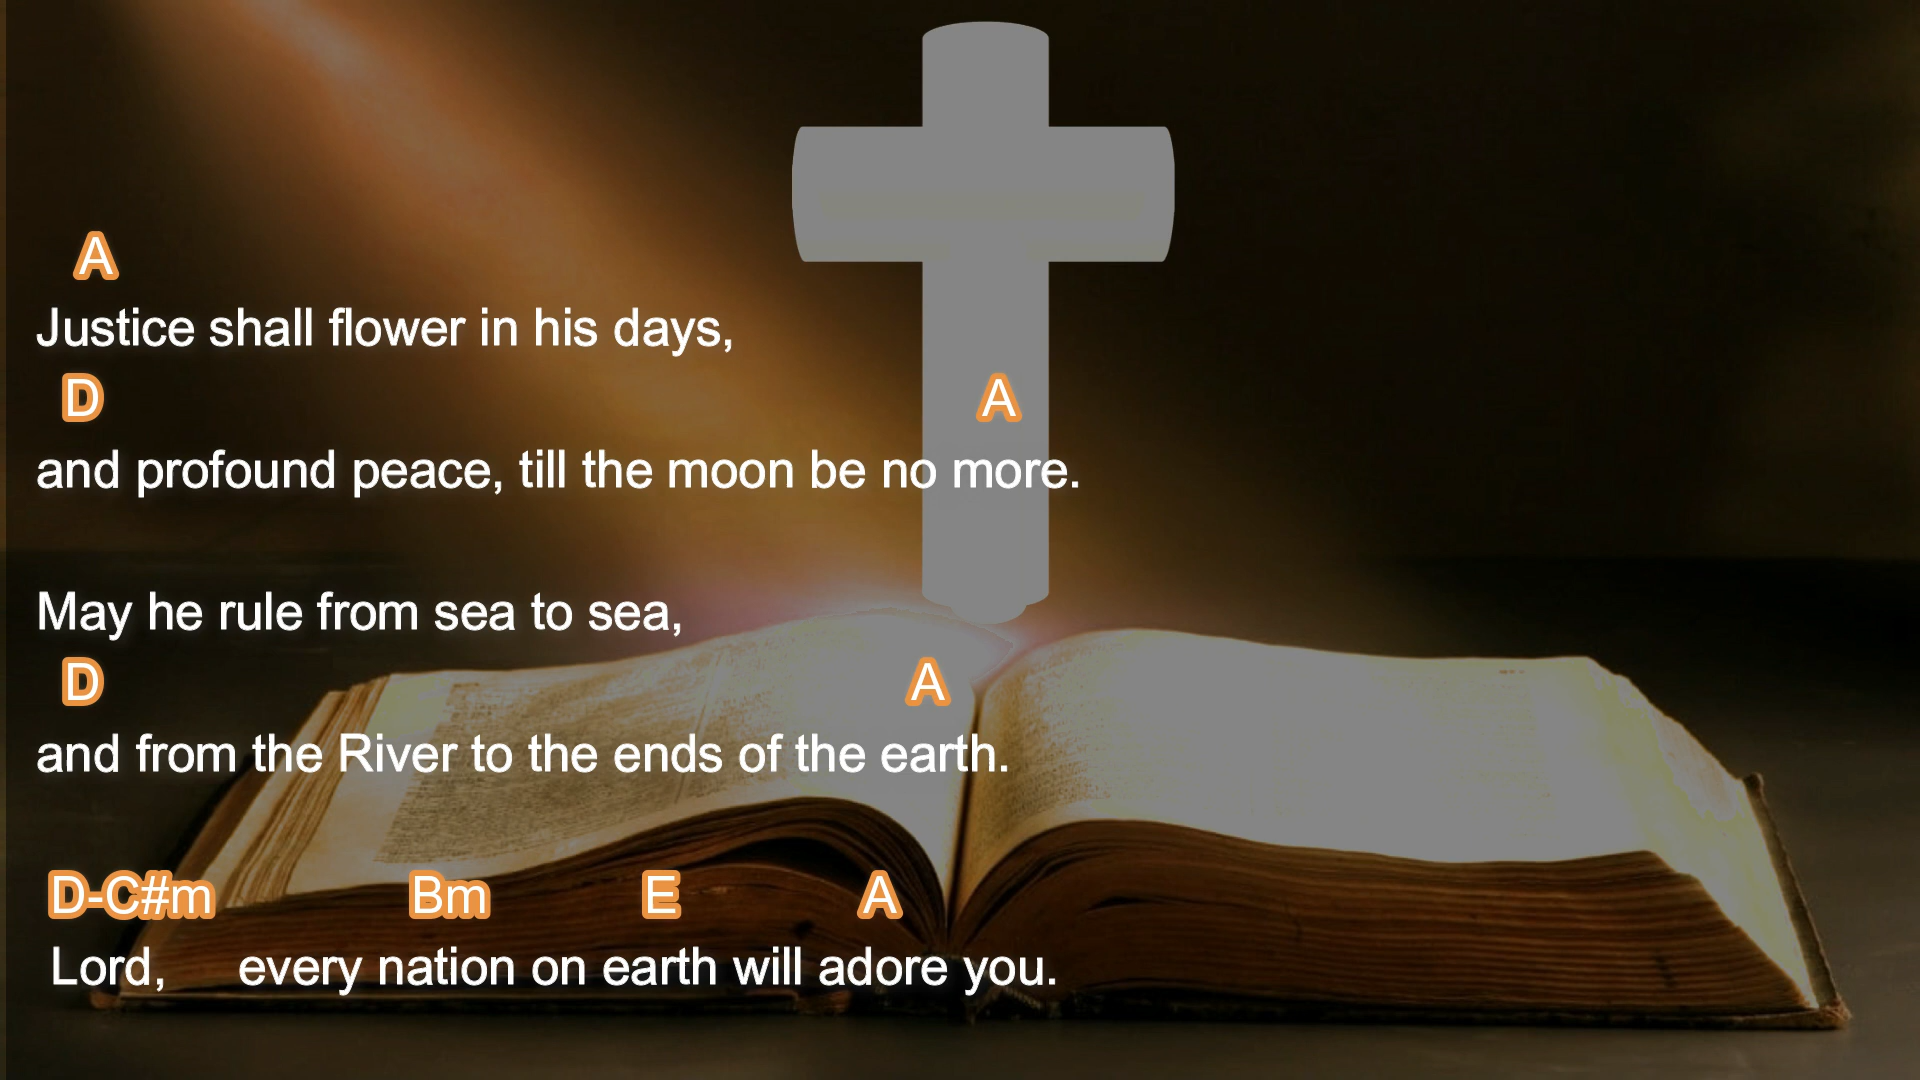 A
Justice shall flower in his days,
D A
and profound peace, till the moon be no more.
May he rule from sea to sea,
D A
and from the River to the ends of the earth.
D-C#m Bm E A
Lord, every nation on earth will adore you.